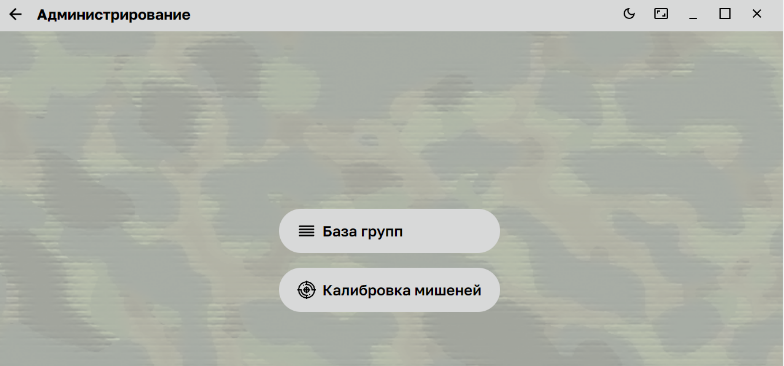 Администрирование
База групп
Калибровка мишеней